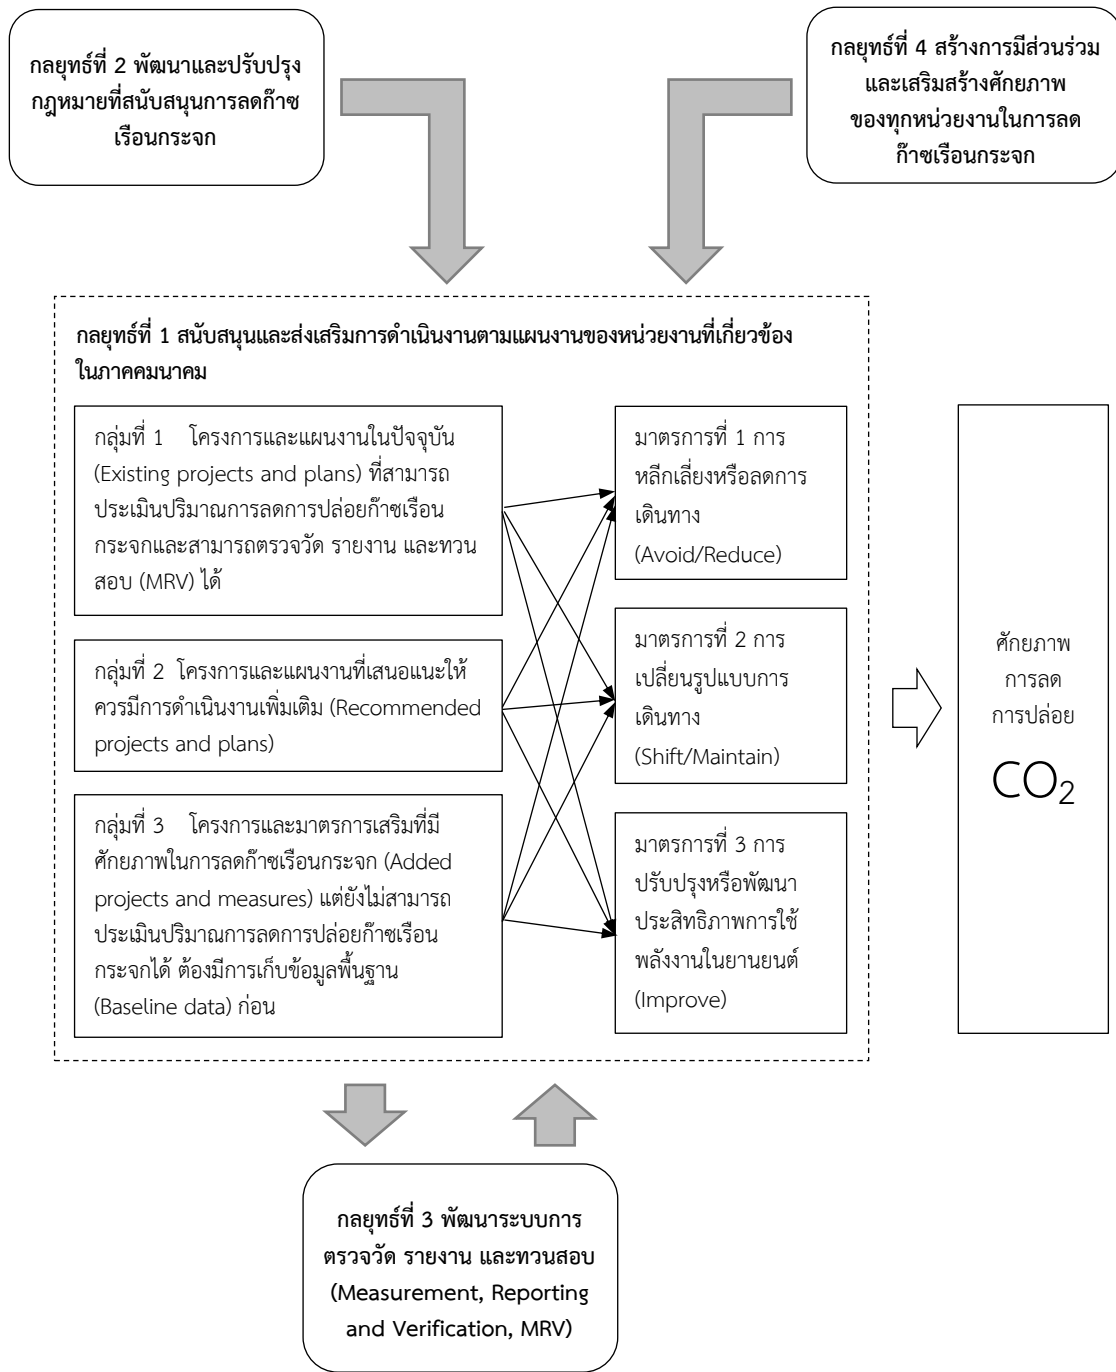 กลยุทธ์ที่ 2 พัฒนาและปรับปรุง
กฎหมายที่สนับสนุนการลดก๊าซ
เรือนกระจก
กลยุทธ์ที่ 4 สร้างการมีส่วนร่วม
และเสริมสร้างศักยภาพ
ของทุกหน่วยงานในการลด
ก๊าซเรือนกระจก
กลยุทธ์ที่ 1 สนับสนุนและส่งเสริมการดำเนินงานตามแผนงานของหน่วยงานที่เกี่ยวข้อง
ในภาคคมนาคม
กลุ่มที่ 1 โครงการและแผนงานในปัจจุบัน
(Existing projects and plans) ที่สามารถ
ประเมินปริมาณการลดการปล่อยก๊าซเรือน
กระจกและสามารถตรวจวัด รายงาน และทวน
สอบ (MRV) ได้
กลุ่มที่ 2 โครงการและแผนงานที่เสนอแนะให้
ควรมีการดำเนินงานเพิ่มเติม (Recommended
projects and plans)
กลุ่มที่ 3 โครงการและมาตรการเสริมที่มี
ศักยภาพในการลดก๊าซเรือนกระจก (Added
projects and measures) แต่ยังไม่สามารถ
ประเมินปริมาณการลดการปล่อยก๊าซเรือน
กระจกได้ ต้องมีการเก็บข้อมูลพื้นฐาน
(Baseline data) ก่อน
มาตรการที่ 1 การ
หลีกเลี่ยงหรือลดการ
เดินทาง
(Avoid/Reduce)
มาตรการที่ 2 การ
เปลี่ยนรูปแบบการ
เดินทาง
(Shift/Maintain)
มาตรการที่ 3 การ
ปรับปรุงหรือพัฒนา
ประสิทธิภาพการใช้
พลังงานในยานยนต์
(Improve)
ศักยภาพ
การลด
การปล่อย
CO₂
กลยุทธ์ที่ 3 พัฒนาระบบการ
ตรวจวัด รายงาน และทวนสอบ
(Measurement, Reporting
and Verification, MRV)